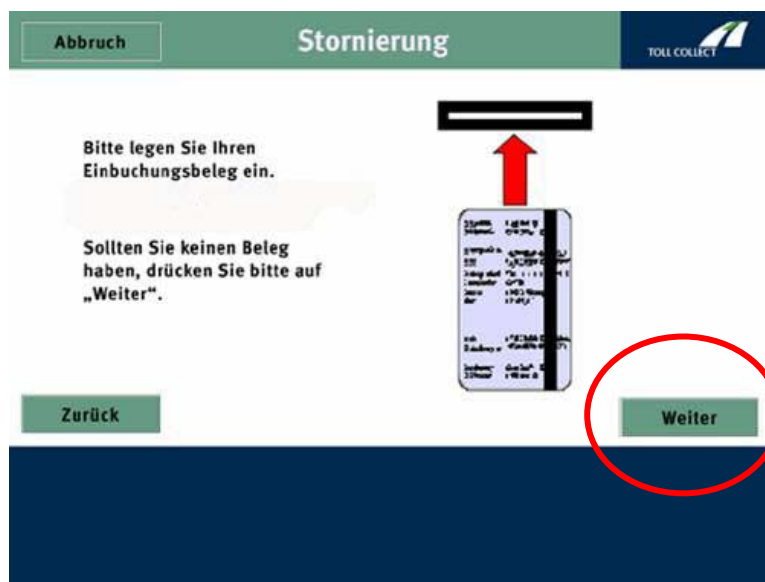 Abbruch
Stornierung
TOLL COLLECT
Bitte legen Sie Ihren
Einbuchungsbeleg ein.
Sollten Sie keinen Beleg
haben, drücken Sie bitte auf
„Weiter“.
Zurück
Weiter